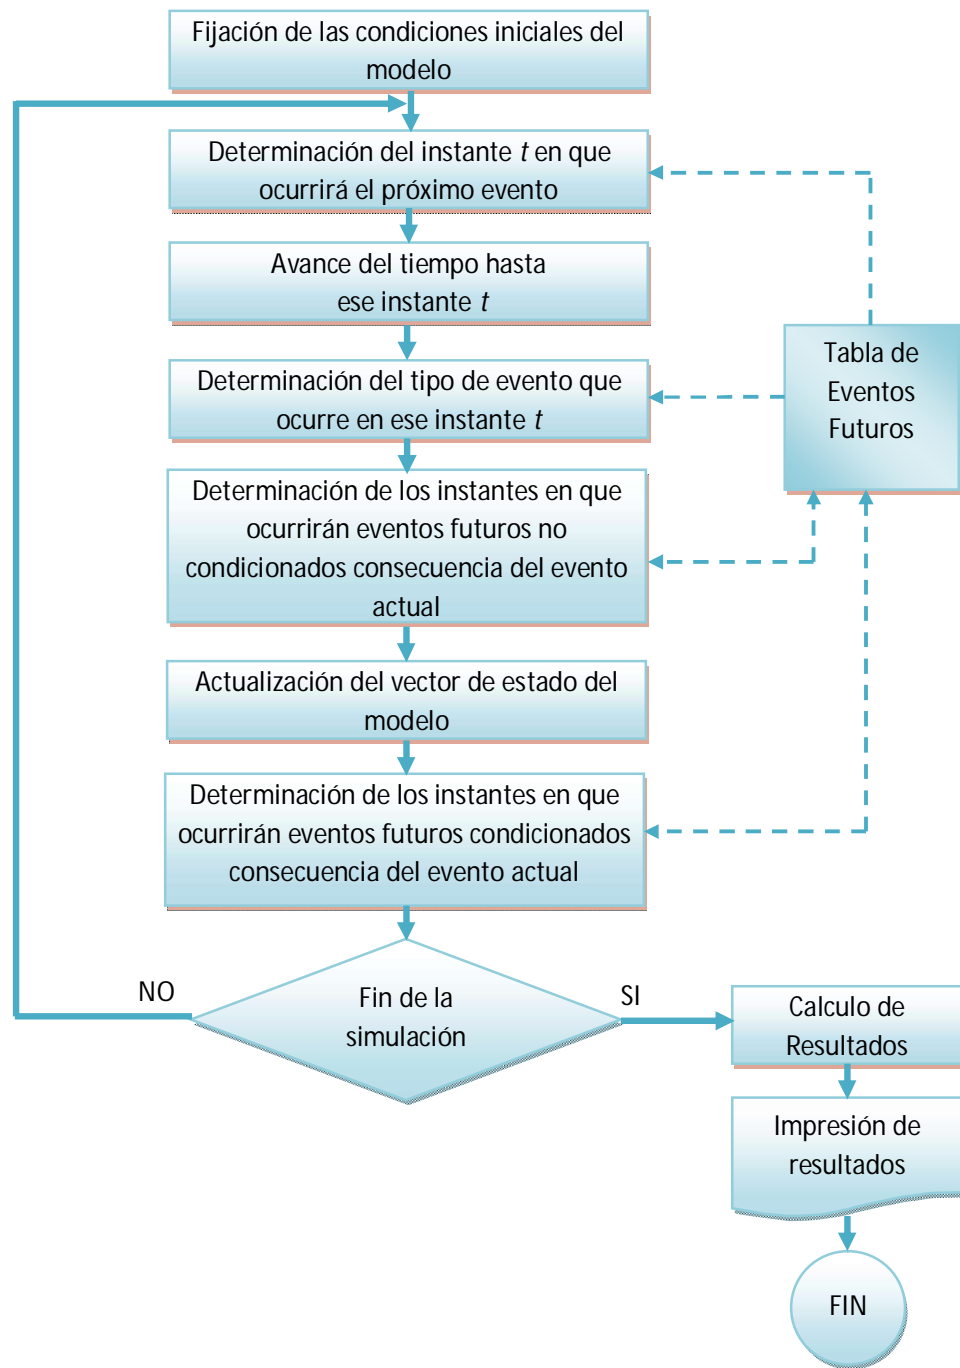 Fijación de las condiciones iniciales del
modelo
Determinación del instante t en que
ocurrirá el próximo evento
Avance del tiempo hasta
ese instante t
Determinación del tipo de evento que
ocurre en ese instante t
Tabla de
Eventos
Futuros
Determinación de los instantes en que
ocurrirán eventos futuros no
condicionados consecuencia del evento
actual
Actualización del vector de estado del
modelo
Determinación de los instantes en que
ocurrirán eventos futuros condicionados
consecuencia del evento actual
NO
Fin de la
simulación
SI
Calculo de
Resultados
Impresión de
resultados
FIN